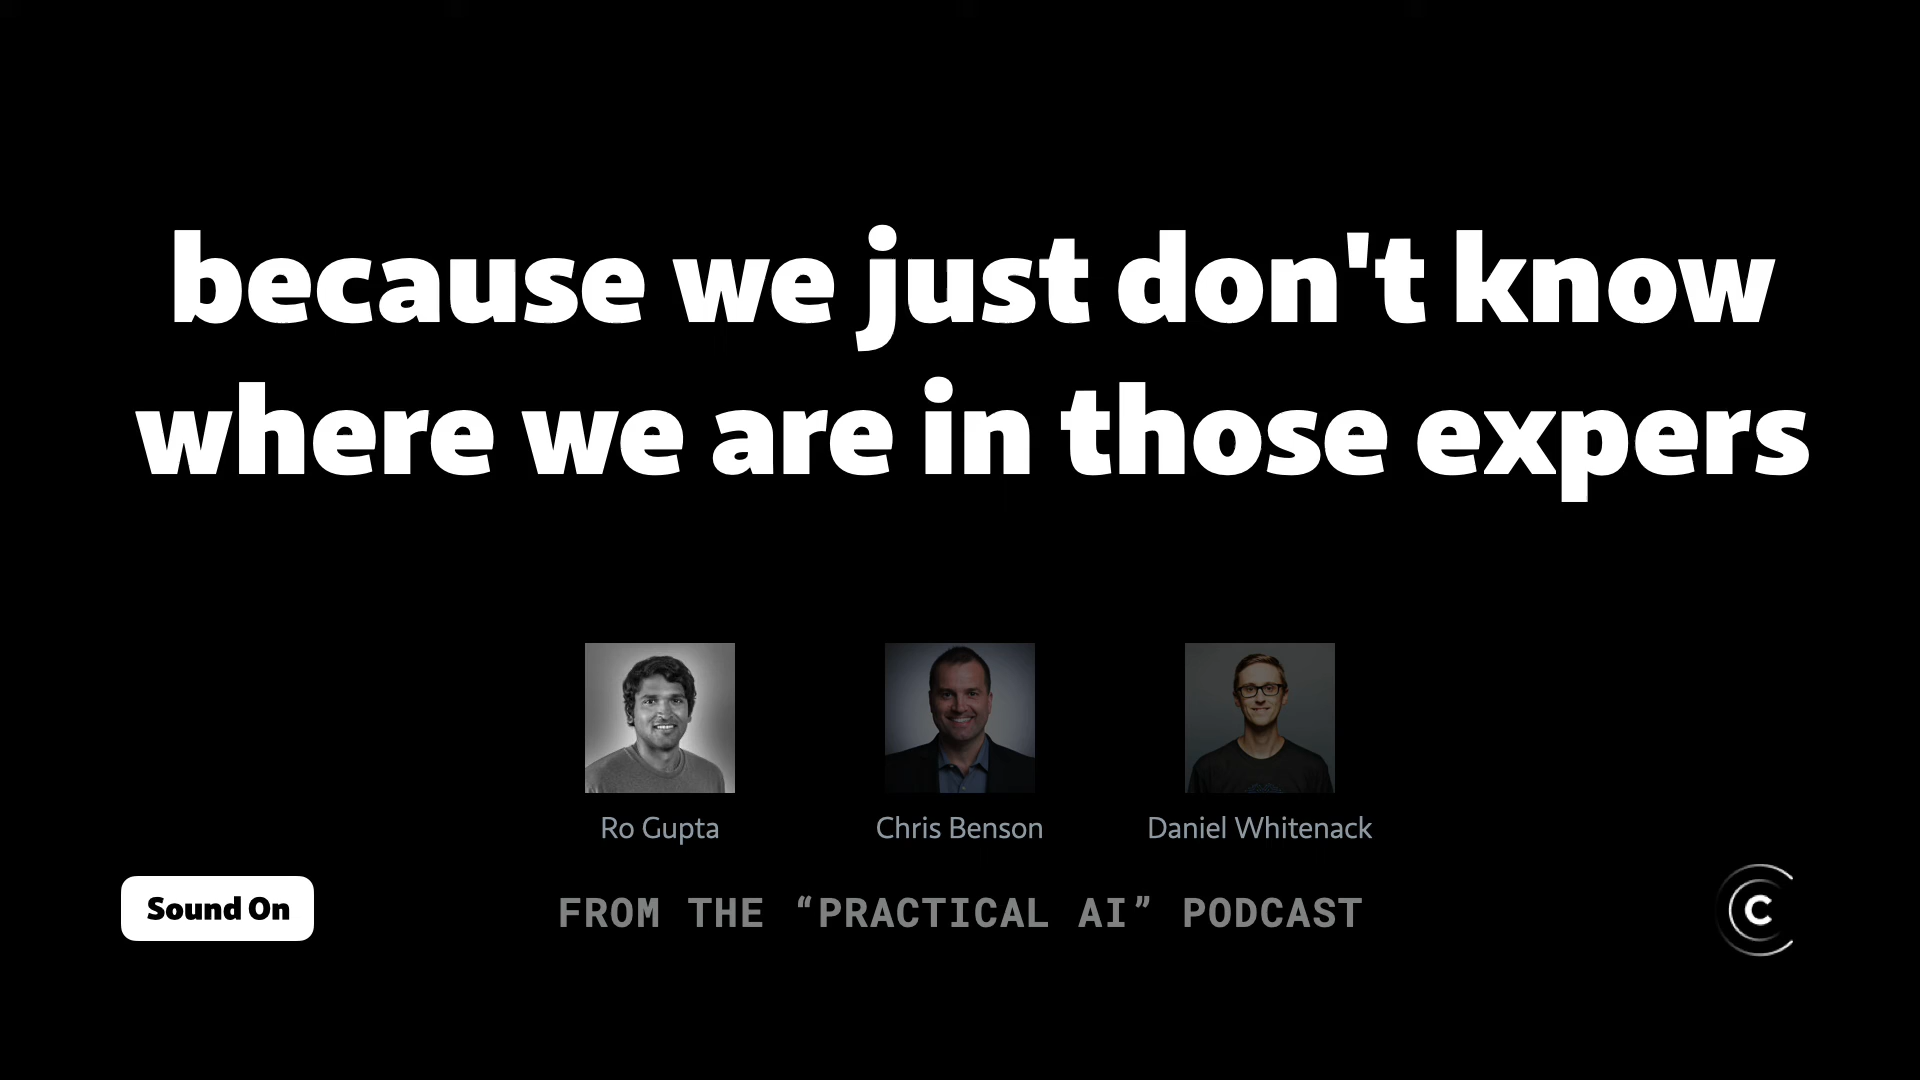 because we just don't know
where we are in those expers
Ro Gupta
Chris Benson
Daniel Whitenack
Sound On
FROM THE “PRACTICAL AI” PODCAST
C